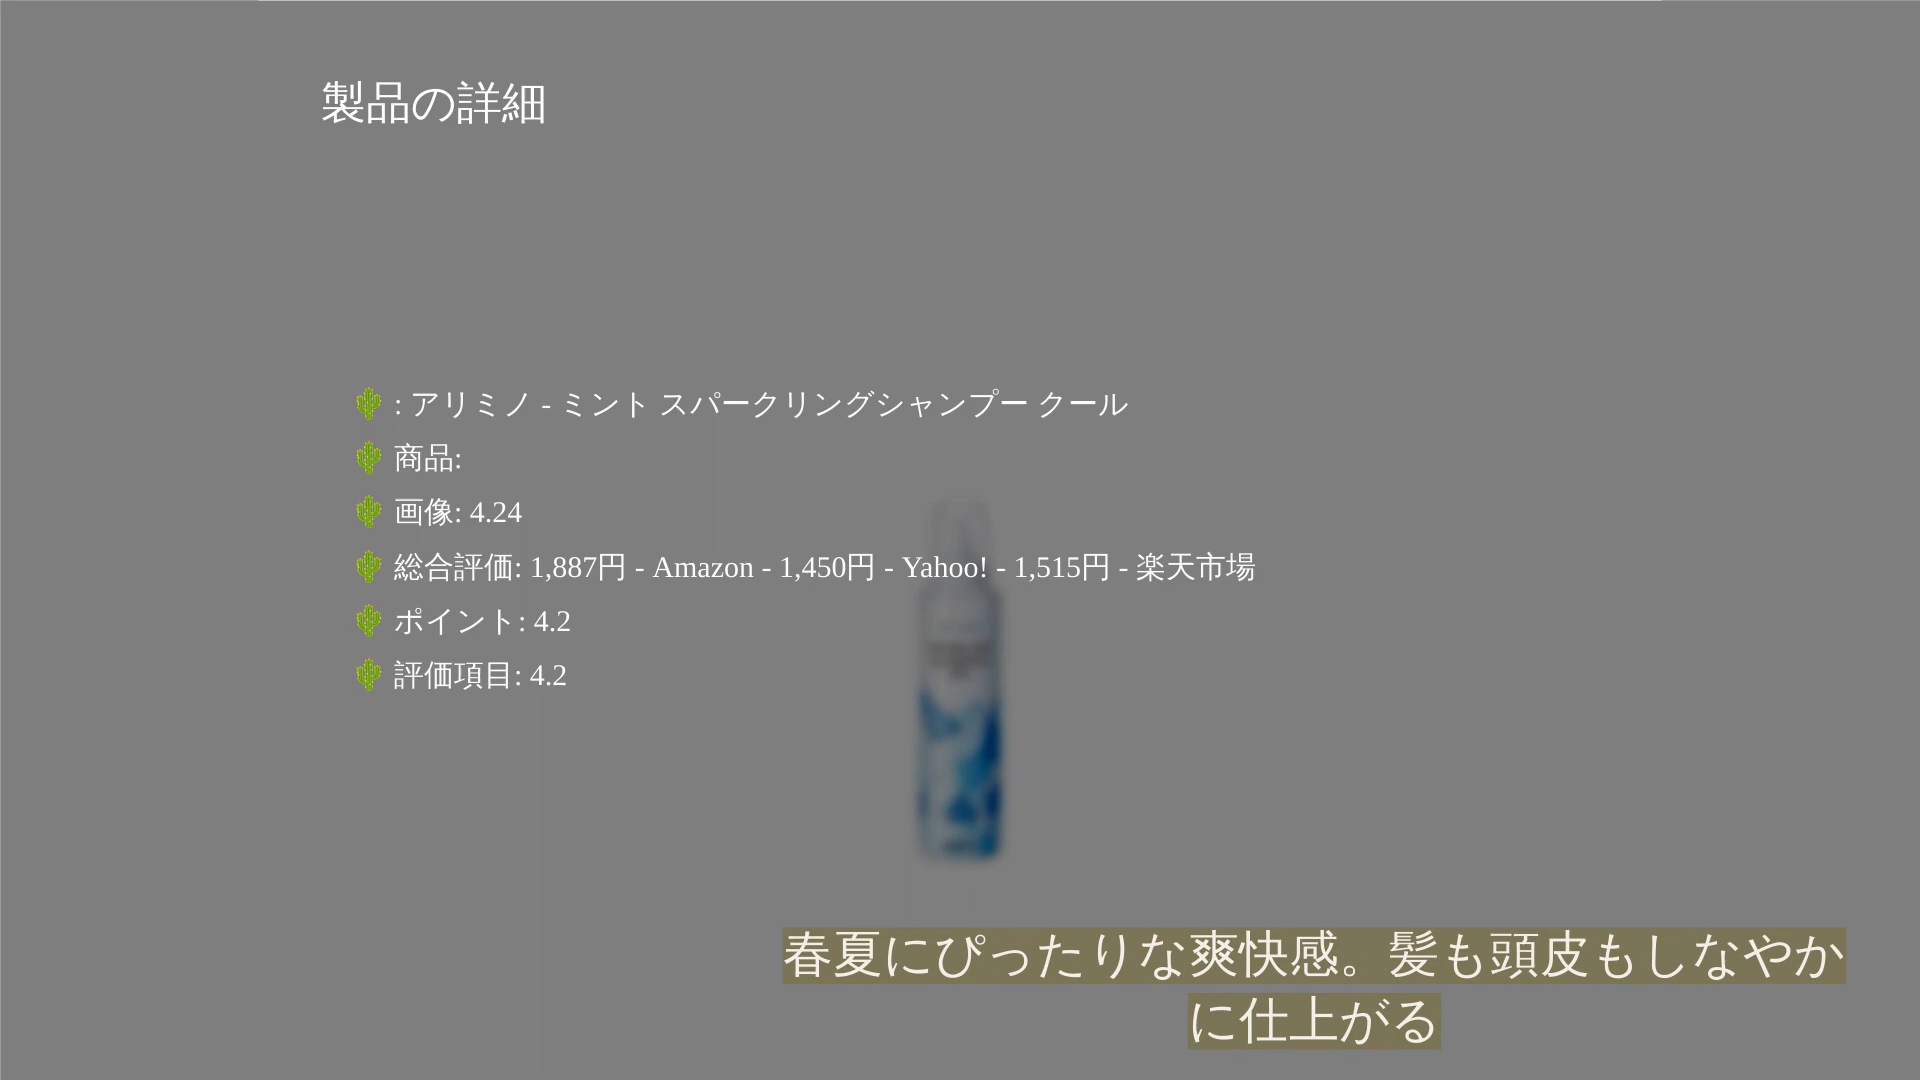 製品の詳細
🌵 : アリミノ - ミント スパークリングシャンプー クール
🌵 商品:
🌵 画像: 4.24
🌵 総合評価: 1,887円 - Amazon - 1,450円 - Yahoo! - 1,515円 - 楽天市場
🌵 ポイント: 4.2
🌵 評価項目: 4.2
春夏にぴったりな爽快感。髪も頭皮もしなやか
に仕上がる